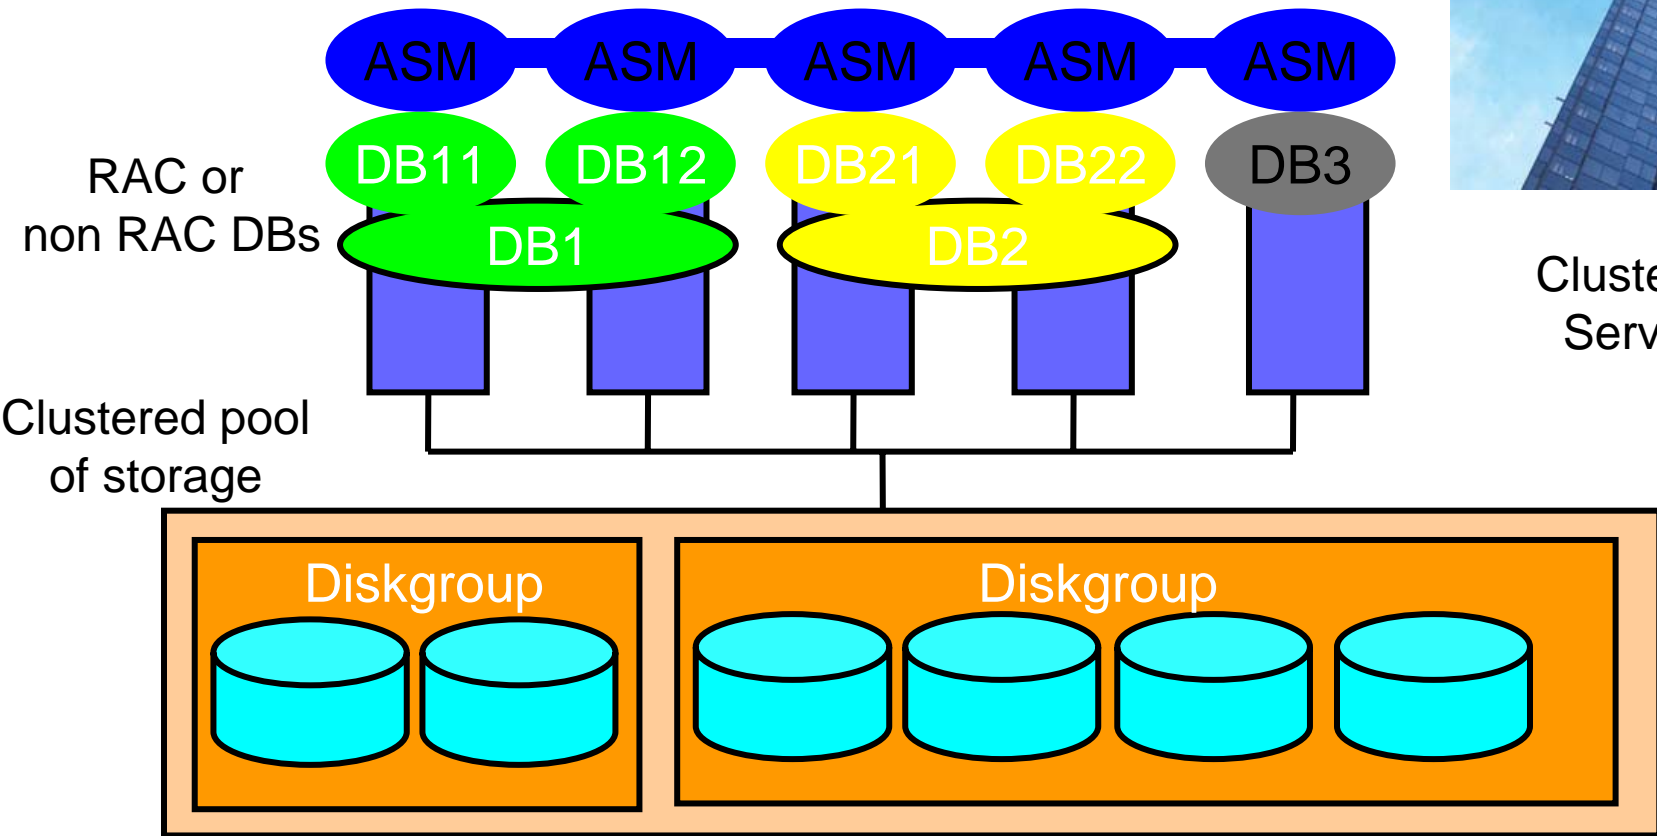 ASM ASM ASM ASM ASM
DB11 DB12 DB21 DB22 DB3
RAC or
non RAC DBs
DB1 DB2
Clustered pool
of storage
Diskgroup Diskgroup